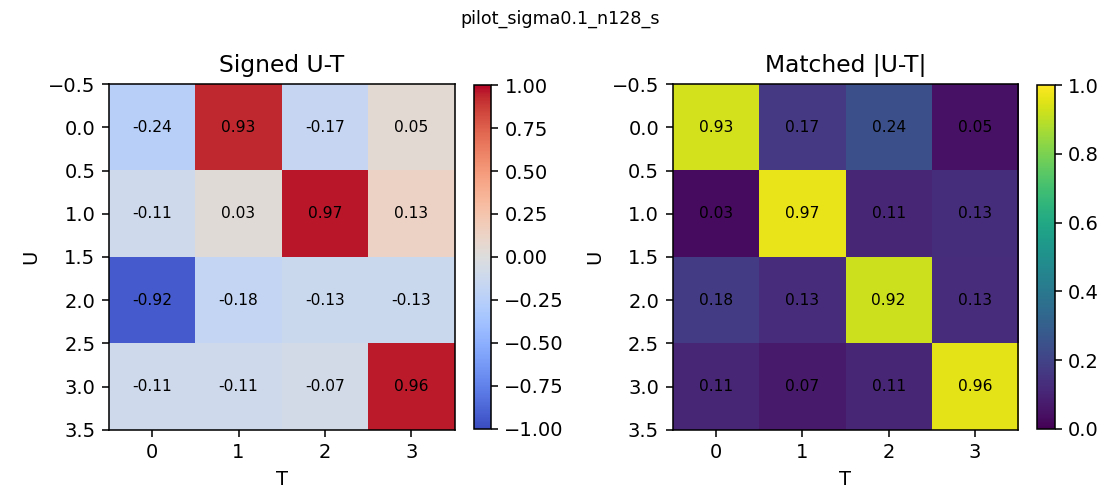 pilot_sigma0.1_n128_s
Signed U-T
−0.5
0.0
0.5
1.0
1.5
2.0
2.5
3.0
3.5
U
-0.24 0.93 -0.17 0.05
-0.11 0.03 0.97 0.13
-0.92 -0.18 -0.13 -0.13
-0.11 -0.11 -0.07 0.96
0 1 2 3
T
1.00
0.75
0.50
0.25
0.00
−0.25
−0.50
−0.75
−1.00
Matched |U-T|
−0.5
0.0
0.5
1.0
1.5
2.0
2.5
3.0
3.5
U
0.93 0.17 0.24 0.05
0.03 0.97 0.11 0.13
0.18 0.13 0.92 0.13
0.11 0.07 0.11 0.96
0 1 2 3
T
1.0
0.8
0.6
0.4
0.2
0.0